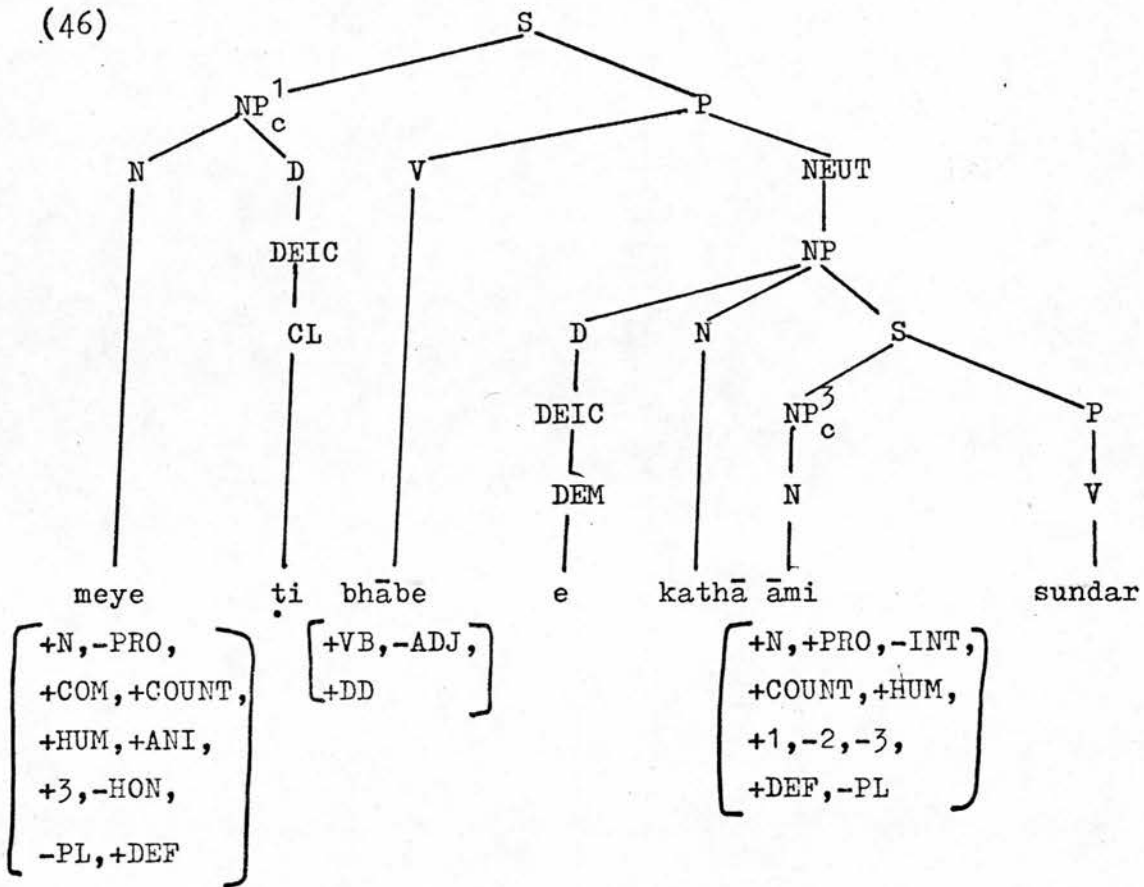 (46)
S
NP¹c P
N D V NEUT
DEIC NP
CL D N S
DEIC NP³c P
DEM N V
meye ṭi bhābe e kathā āmi sundar
+N,-PRO, +VB,-ADJ, +N,+PRO,-INT,
+COM,+COUNT, +DD +COUNT,+HUM,
+HUM,+ANI, +1,-2,-3,
+3,-HON, +DEF,-PL
-PL,+DEF